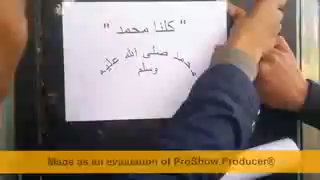 " كلنا محمد "
محمد صلى الله عليه
وسلم
Made as an evaluation of ProShow Producer®